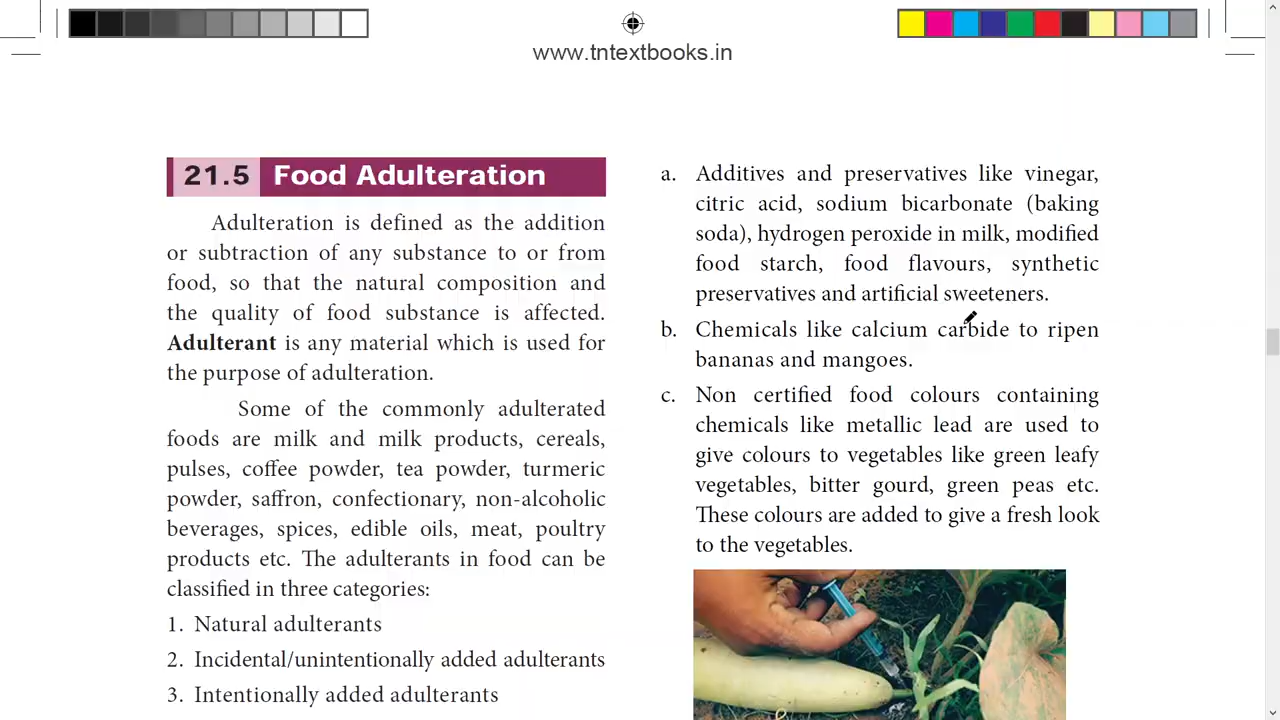 www.tntextbooks.in
21.5 Food Adulteration
Adulteration is defined as the addition
or subtraction of any substance to or from
food, so that the natural composition and
the quality of food substance is affected.
Adulterant is any material which is used for
the purpose of adulteration.
Some of the commonly adulterated
foods are milk and milk products, cereals,
pulses, coffee powder, tea powder, turmeric
powder, saffron, confectionary, non-alcoholic
beverages, spices, edible oils, meat, poultry
products etc. The adulterants in food can be
classified in three categories:
1. Natural adulterants
2. Incidental/unintentionally added adulterants
3. Intentionally added adulterants
a. Additives and preservatives like vinegar,
citric acid, sodium bicarbonate (baking
soda), hydrogen peroxide in milk, modified
food starch, food flavours, synthetic
preservatives and artificial sweeteners.
b. Chemicals like calcium carbide to ripen
bananas and mangoes.
c. Non certified food colours containing
chemicals like metallic lead are used to
give colours to vegetables like green leafy
vegetables, bitter gourd, green peas etc.
These colours are added to give a fresh look
to the vegetables.